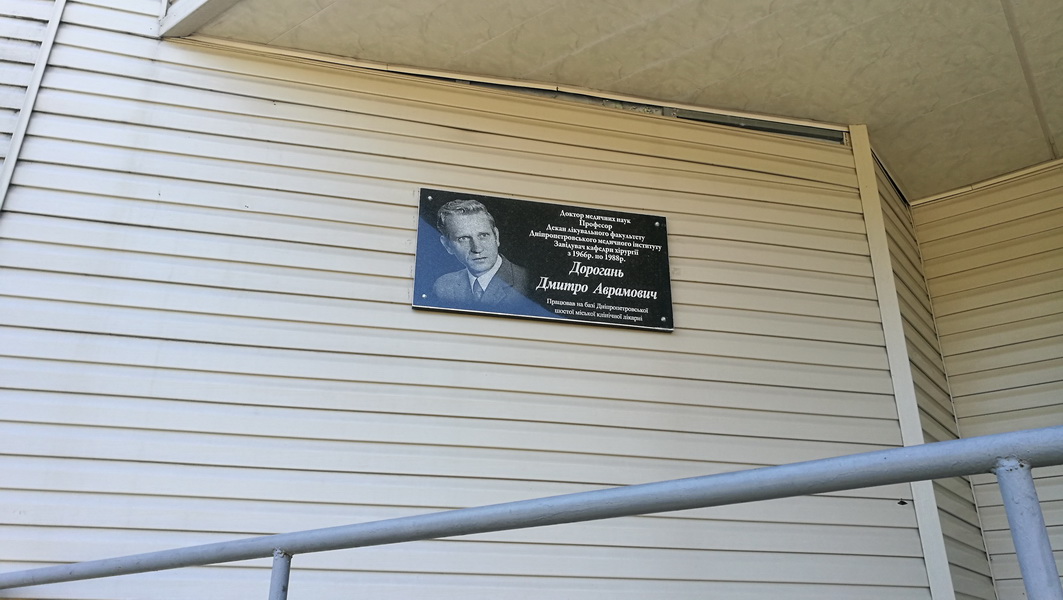 Доктор медичних наук
Професор
Декан лікувального факультету
Дніпропетровського медичного інституту
Завідувач кафедри хірургії
з 1966р. по 1988р.
Дорогань
Дмитро Аврамович
Працював на базі Дніпропетровської
шостої міської клінічної лікарні